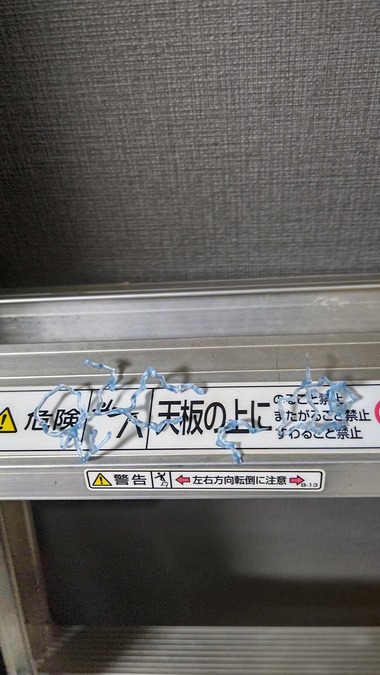 危険
天板の上に
のること禁止
またがること禁止
すわること禁止
警告
左右方向転倒に注意
B-13